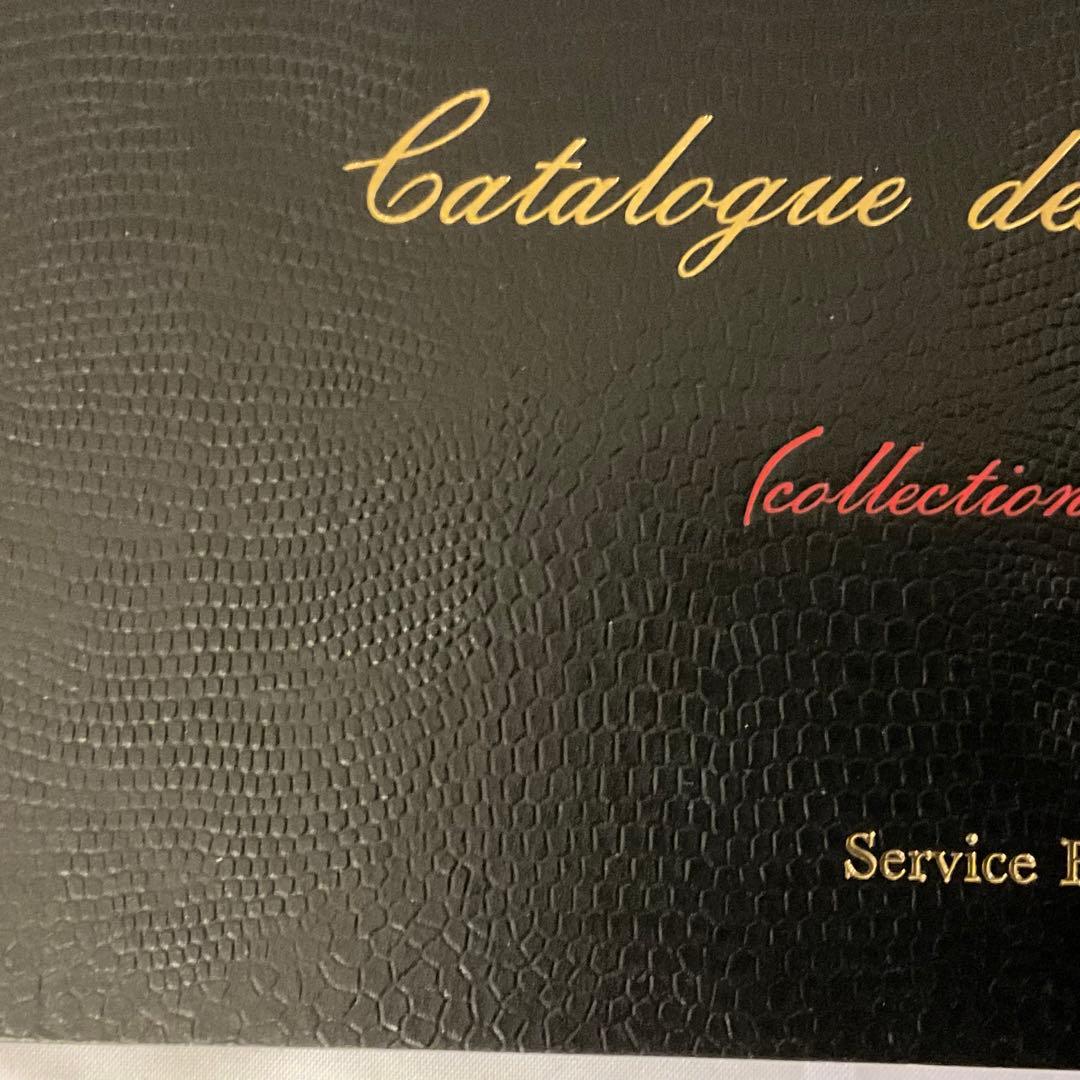 Catalogue de
(collection
Service